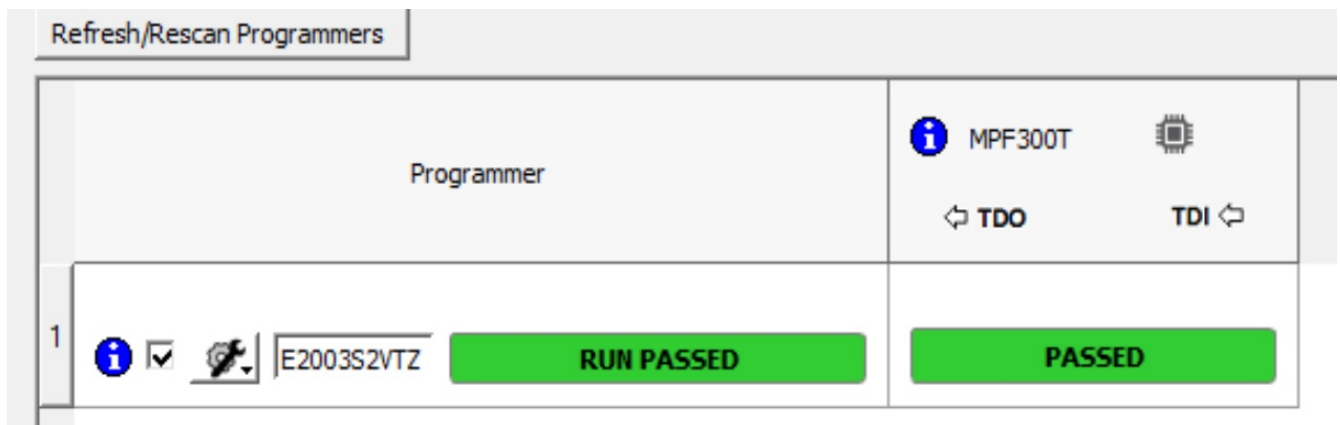 Refresh/Rescan Programmers
Programmer
MPF300T
TDO
TDI
1
E2003S2VTZ
RUN PASSED
PASSED